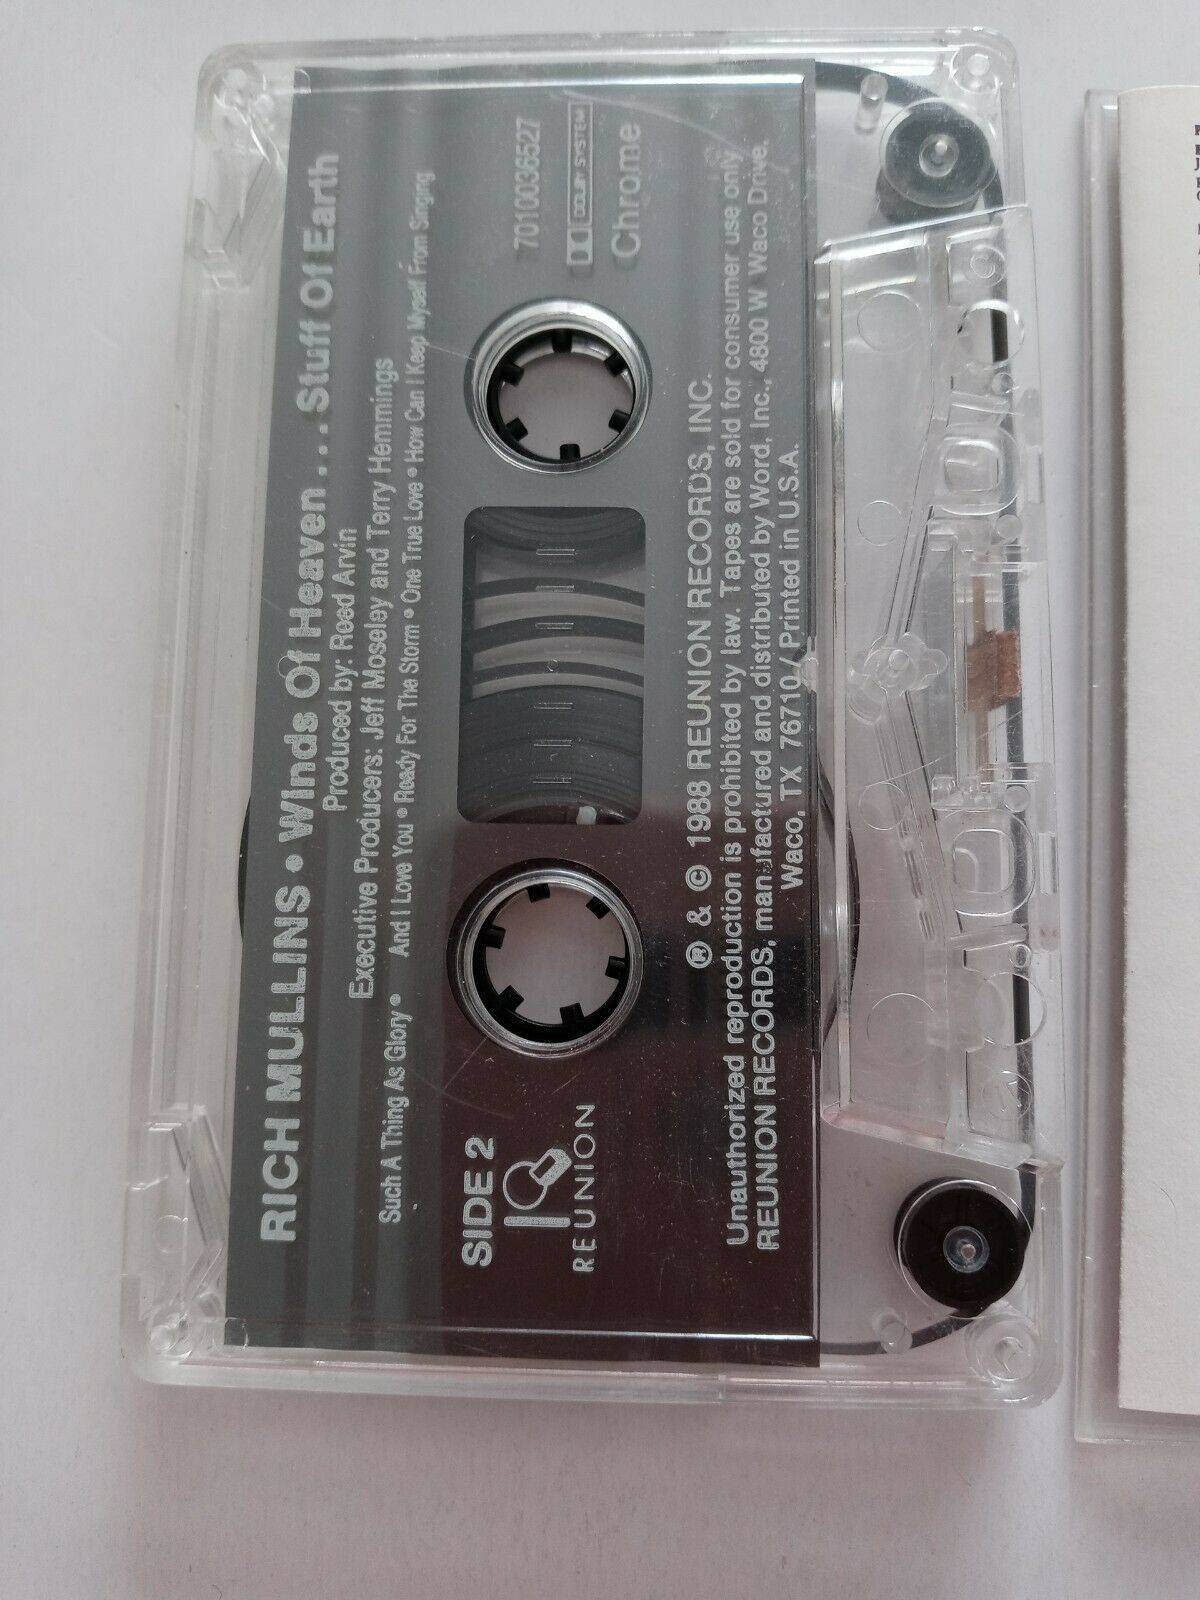 RICH MULLINS • Winds Of Heaven . . . Stuff Of Earth
Produced by: Reed Arvin
Executive Producers: Jeff Moseley and Terry Hemmings
Such A Thing As Glory • And I Love You • Ready For The Storm • One True Love • How Can I Keep Myself From Singing
SIDE 2
REUNION
7010036527
DOLBY SYSTEM
Chrome
® & © 1988 REUNION RECORDS, INC.
Unauthorized reproduction is prohibited by law. Tapes are sold for consumer use only.
REUNION RECORDS, manufactured and distributed by Word, Inc., 4800 W Waco Drive.
Waco, TX 76710 / Printed in U.S.A.